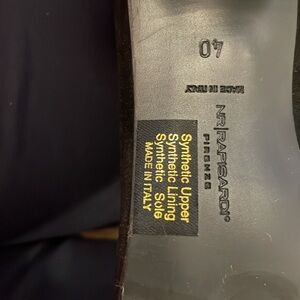 40
MADE IN ITALY
NR|RAPISARDI®
FIRENZE
Synthetic Upper
Synthetic Lining
Synthetic Sole
MADE IN ITALY